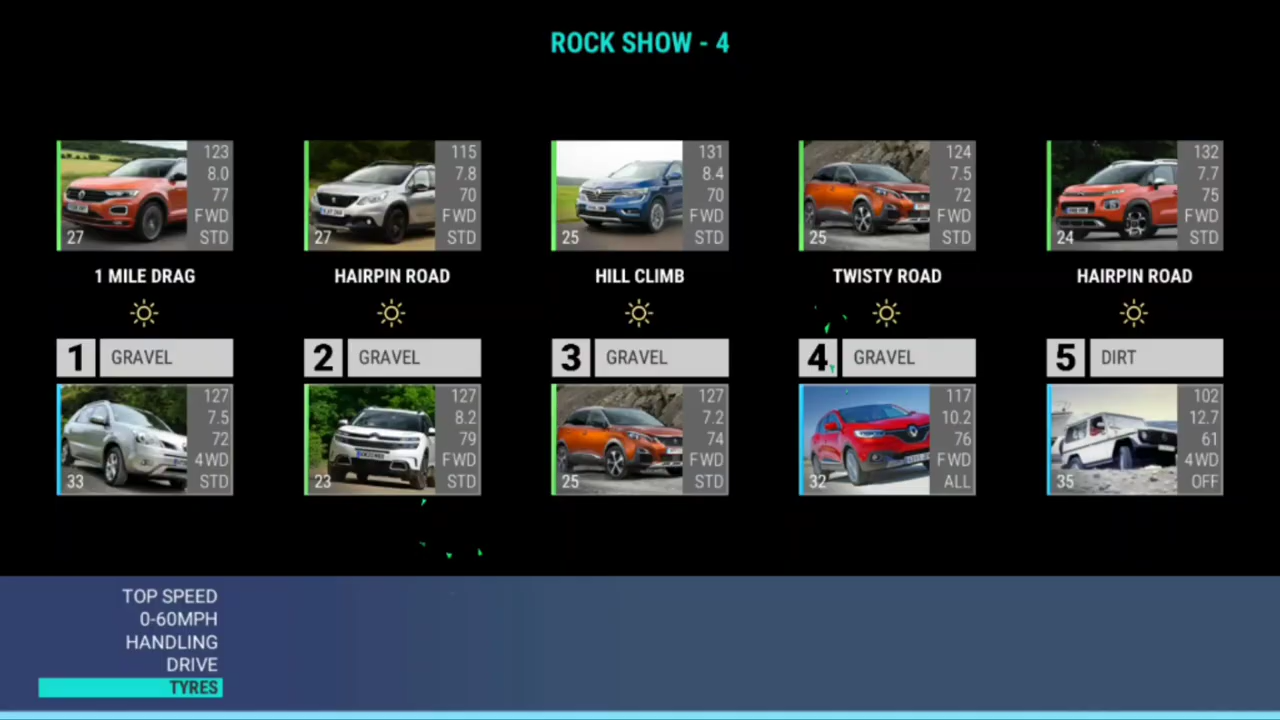 ROCK SHOW - 4
123
8.0
77
FWD
27 STD
115
7.8
70
FWD
27 STD
131
8.4
70
FWD
25 STD
124
7.5
72
FWD
25 STD
132
7.7
75
FWD
24 STD
1 MILE DRAG
HAIRPIN ROAD
HILL CLIMB
TWISTY ROAD
HAIRPIN ROAD
1 GRAVEL
2 GRAVEL
3 GRAVEL
4 GRAVEL
5 DIRT
127
7.5
72
4WD
33 STD
127
8.2
79
FWD
23 STD
127
7.2
74
FWD
25 STD
117
10.2
76
FWD
32 ALL
102
12.7
61
4WD
35 OFF
TOP SPEED
0-60MPH
HANDLING
DRIVE
TYRES